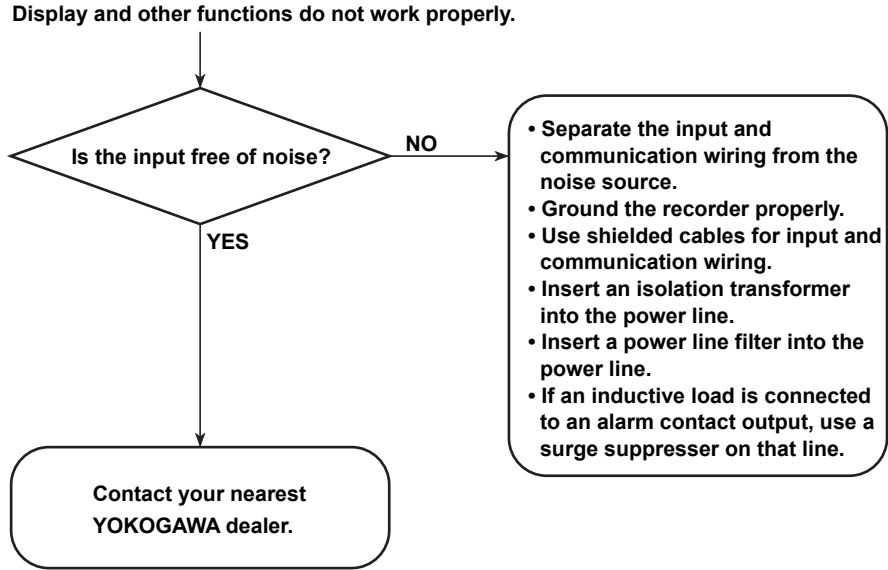 Display and other functions do not work properly.
Is the input free of noise?
NO
YES
• Separate the input and
communication wiring from the
noise source.
• Ground the recorder properly.
• Use shielded cables for input and
communication wiring.
• Insert an isolation transformer
into the power line.
• Insert a power line filter into the
power line.
• If an inductive load is connected
to an alarm contact output, use a
surge suppresser on that line.
Contact your nearest
YOKOGAWA dealer.